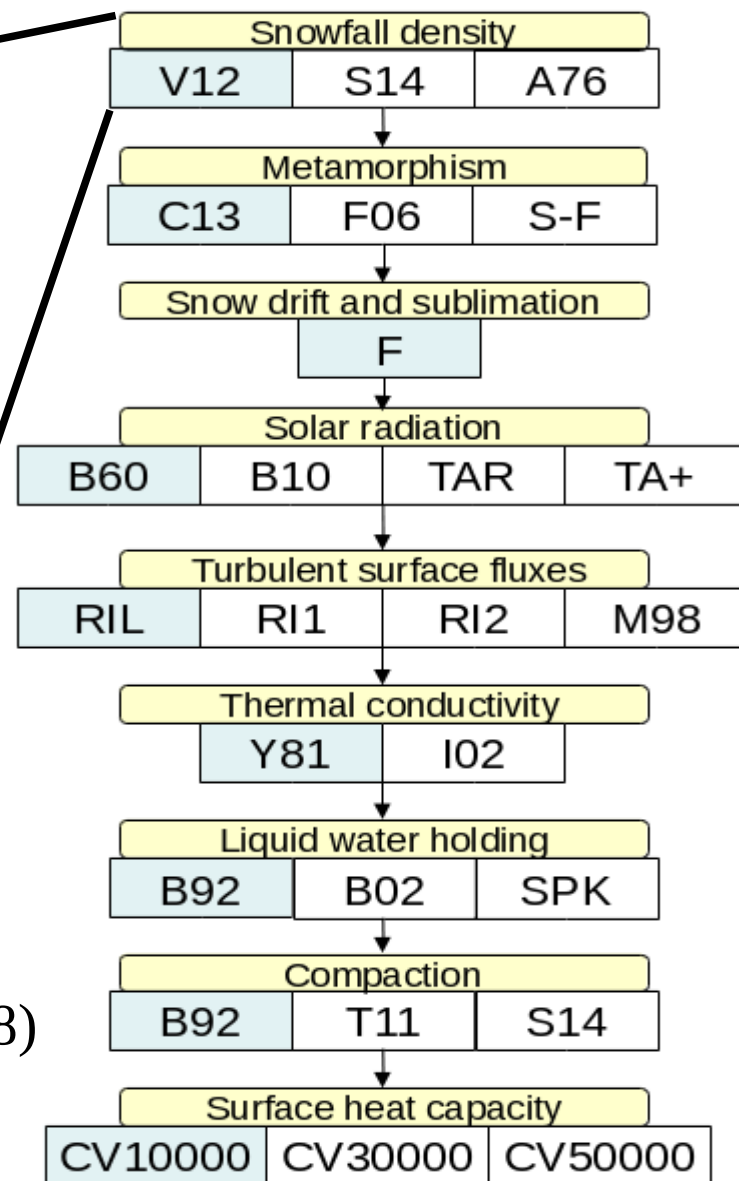 Snowfall density
V12 S14 A76
Metamorphism
C13 F06 S-F
Snow drift and sublimation
F
Solar radiation
B60 B10 TAR TA+
Turbulent surface fluxes
RIL RI1 RI2 M98
Thermal conductivity
Y81 I02
Liquid water holding
B92 B02 SPK
Compaction
8)
B92 T11 S14
Surface heat capacity
CV10000 CV30000 CV50000